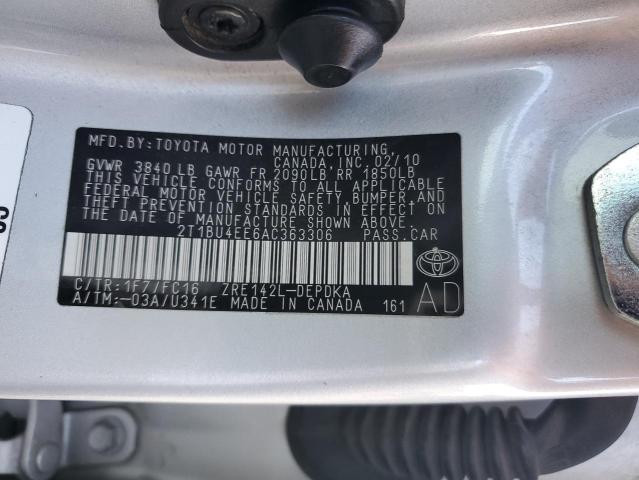 MFD.BY:TOYOTA MOTOR MANUFACTURING
CANADA, INC. 02/10
GVWR 3840 LB GAWR FR 2090LB RR 1850LB
THIS VEHICLE CONFORMS TO ALL APPLICABLE
FEDERAL MOTOR VEHICLE SAFETY, BUMPER, AND
THEFT PREVENTION STANDARDS IN EFFECT ON
THE DATE OF MANUFACTURE SHOWN ABOVE.
2T1BU4EE6AC363306 PASS.CAR
C/TR:1F7/FC16 ZRE142L-DEPDKA
A/TM:-03A/U341E MADE IN CANADA 161
AD